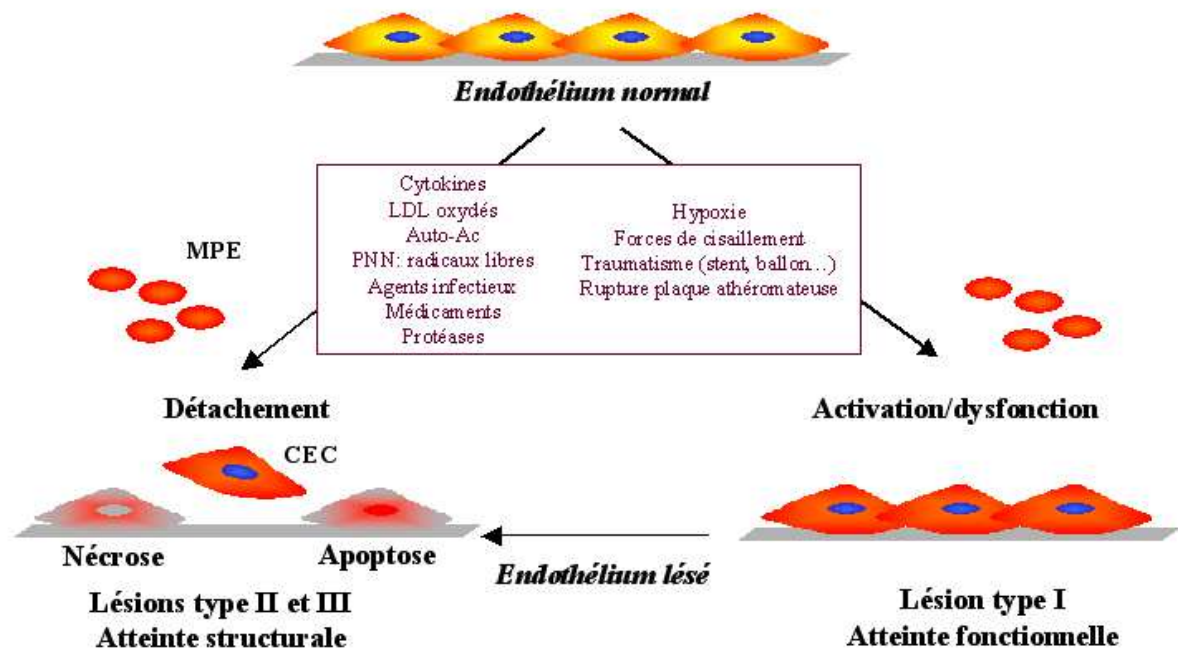 Endothélium normal
Cytokines
LDL oxydés
Auto-Ac
PNN: radicaux libres
Agents infectieux
Médicaments
Protéases
Hypoxie
Forces de cisaillement
Traumatisme (stent, ballon...)
Rupture plaque athéromateuse
MPE
Détachement
Activation/dysfonction
CEC
Nécrose
Apoptose
Endothélium lésé
Lésions type II et III
Atteinte structurale
Lésion type I
Atteinte fonctionnelle